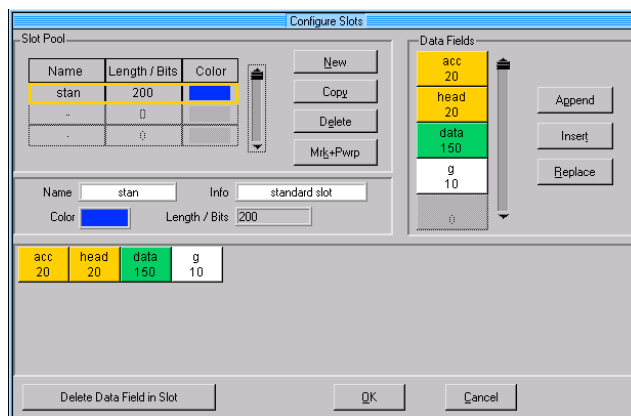 Configure Slots
Slot Pool
Name Length / Bits Color
stan 200
- 0
- 0
New
Copy
Delete
Mrk+Pwrp
Data Fields
acc
20
head
20
data
150
g
10
0
Append
Insert
Replace
Name stan Info standard slot
Color Length / Bits 200
acc head data g
20 20 150 10
Delete Data Field in Slot OK Cancel